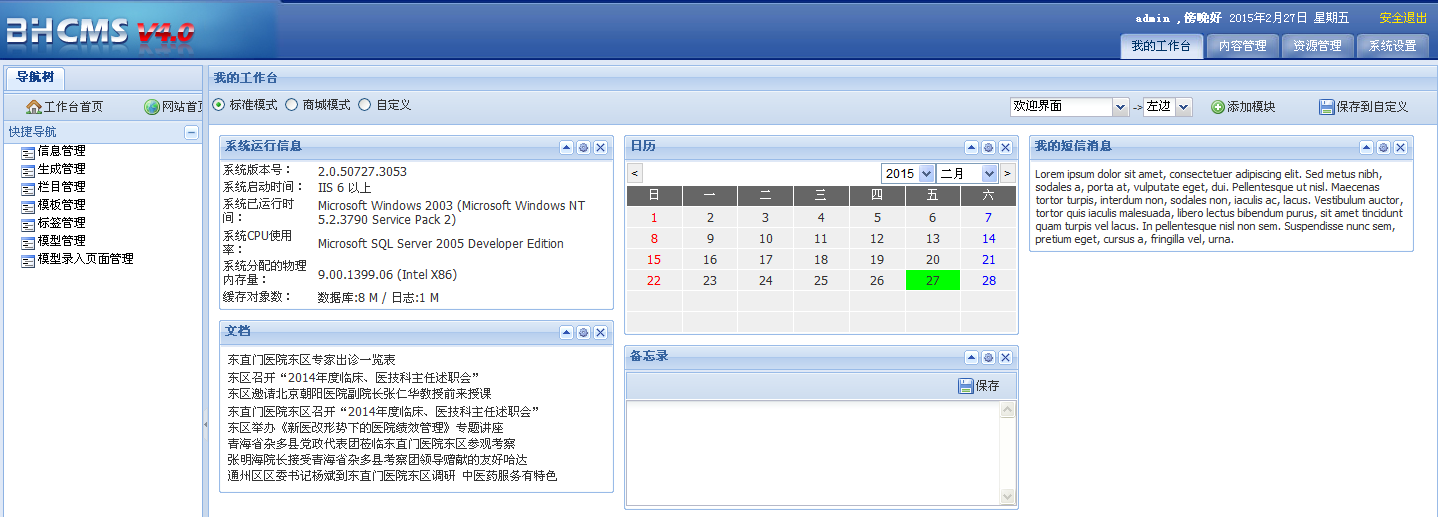 BHCMS V4.0
admin ,傍晚好 2015年2月27日 星期五 安全退出
我的工作台 内容管理 资源管理 系统设置
导航树
工作台首页 网站首页
快捷导航
信息管理
生成管理
栏目管理
模板管理
标签管理
模型管理
模型录入页面管理
我的工作台
标准模式 商城模式 自定义
欢迎界面 -> 左边 添加模块 保存到自定义
系统运行信息
系统版本号： 2.0.50727.3053
系统启动时间： IIS 6 以上
系统已运行时
间： Microsoft Windows 2003 (Microsoft Windows NT
5.2.3790 Service Pack 2)
系统CPU使用
率： Microsoft SQL Server 2005 Developer Edition
系统分配的物理
内存量： 9.00.1399.06 (Intel X86)
缓存对象数： 数据库:8 M / 日志:1 M
文档
东直门医院东区专家出诊一览表
东区召开“2014年度临床、医技科主任述职会”
东区邀请北京朝阳医院副院长张仁华教授前来授课
东直门医院东区召开“2014年度临床、医技科主任述职会”
东区举办《新医改形势下的医院绩效管理》专题讲座
青海省杂多县党政代表团莅临东直门医院东区参观考察
张明海院长接受青海省杂多县考察团领导赠献的友好哈达
通州区区委书记杨斌到东直门医院东区调研 中医药服务有特色
日历
< 2015 二月 >
日 一 二 三 四 五 六
1 2 3 4 5 6 7
8 9 10 11 12 13 14
15 16 17 18 19 20 21
22 23 24 25 26 27 28
备忘录
保存
我的短信消息
Lorem ipsum dolor sit amet, consectetuer adipiscing elit. Sed metus nibh,
sodales a, porta at, vulputate eget, dui. Pellentesque ut nisl. Maecenas
tortor turpis, interdum non, sodales non, iaculis ac, lacus. Vestibulum auctor,
tortor quis iaculis malesuada, libero lectus bibendum purus, sit amet tincidunt
quam turpis vel lacus. In pellentesque nisl non sem. Suspendisse nunc sem,
pretium eget, cursus a, fringilla vel, urna.